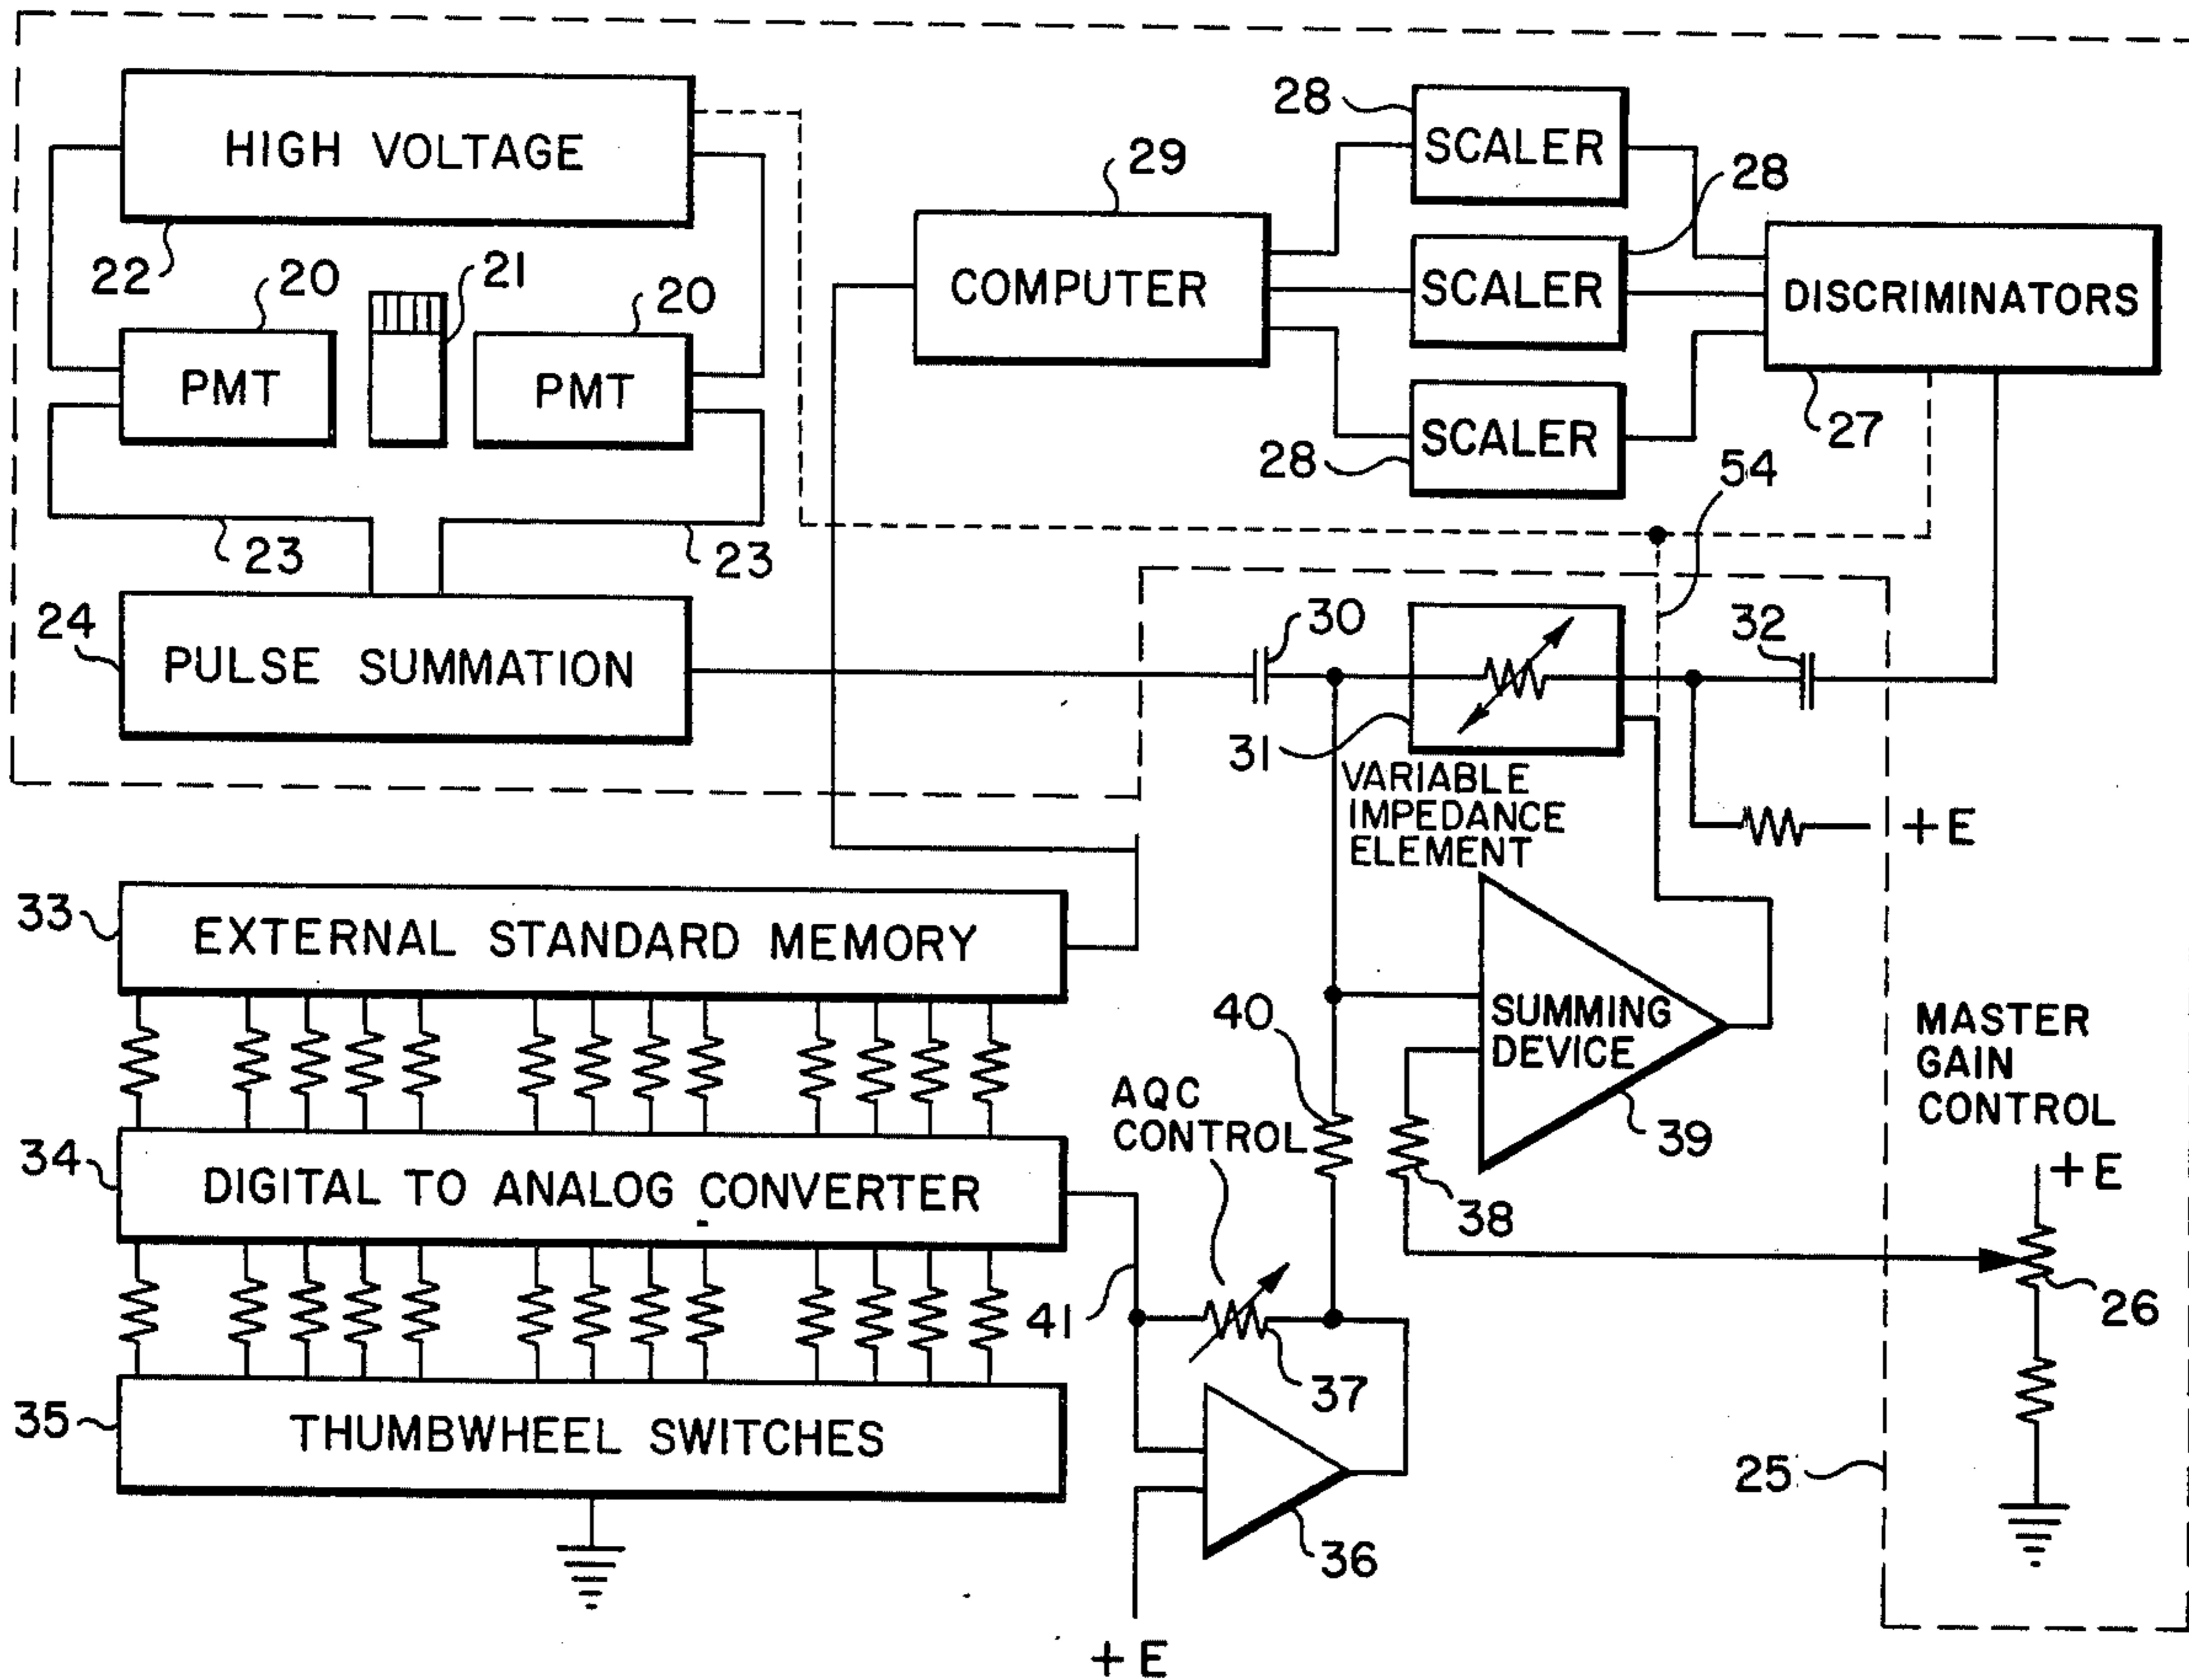 HIGH VOLTAGE
22
20
21
20
PMT
PMT
23
23
24
PULSE SUMMATION
29
COMPUTER
28
SCALER
28
SCALER
28
SCALER
DISCRIMINATORS
27
54
30
32
31
VARIABLE
IMPEDANCE
ELEMENT
+E
33
EXTERNAL STANDARD MEMORY
34
DIGITAL TO ANALOG CONVERTER
35
THUMBWHEEL SWITCHES
41
AQC
CONTROL
40
37
38
SUMMING
DEVICE
39
36
+E
MASTER
GAIN
CONTROL
+E
26
25